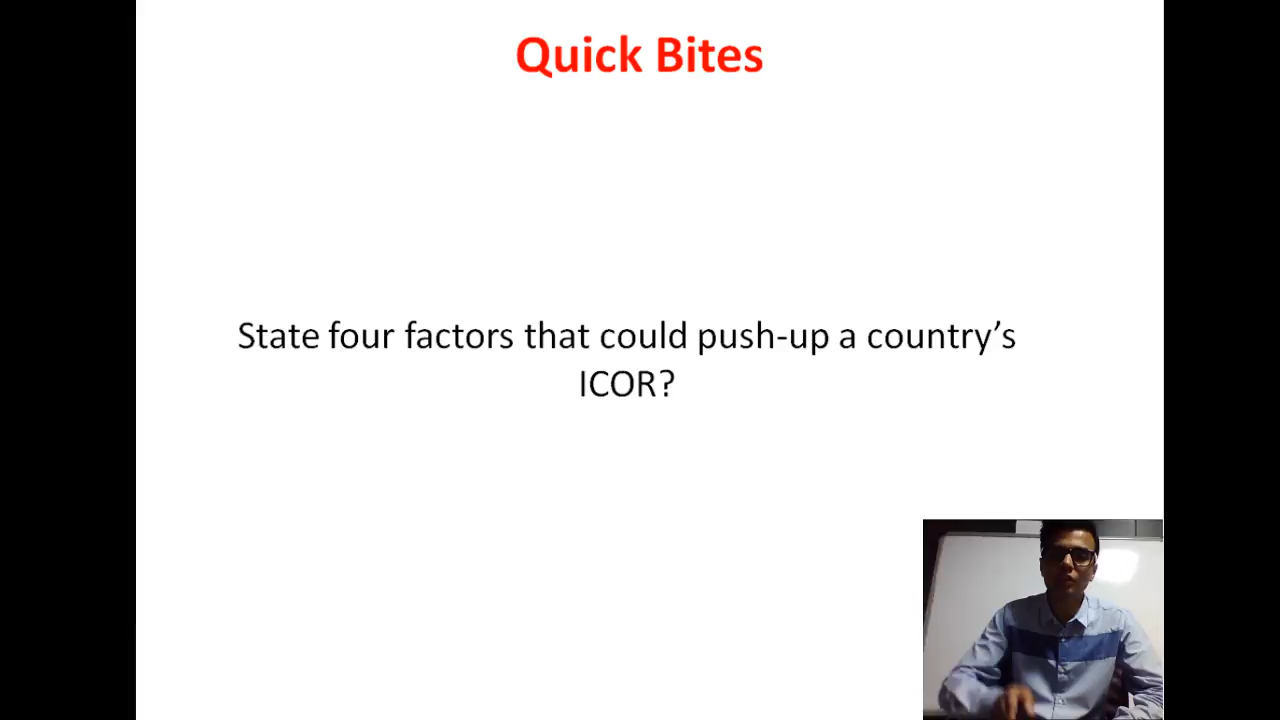 Quick Bites
State four factors that could push-up a country’s
ICOR?